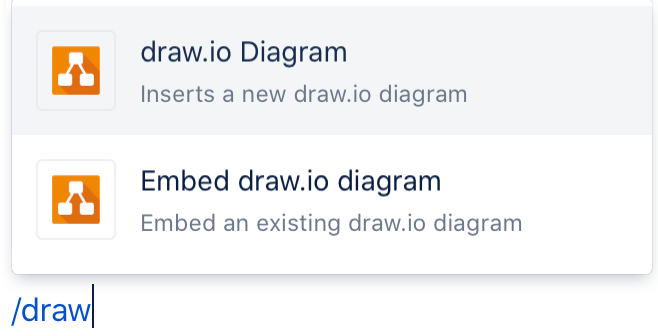 draw.io Diagram
Inserts a new draw.io diagram
Embed draw.io diagram
Embed an existing draw.io diagram
/draw